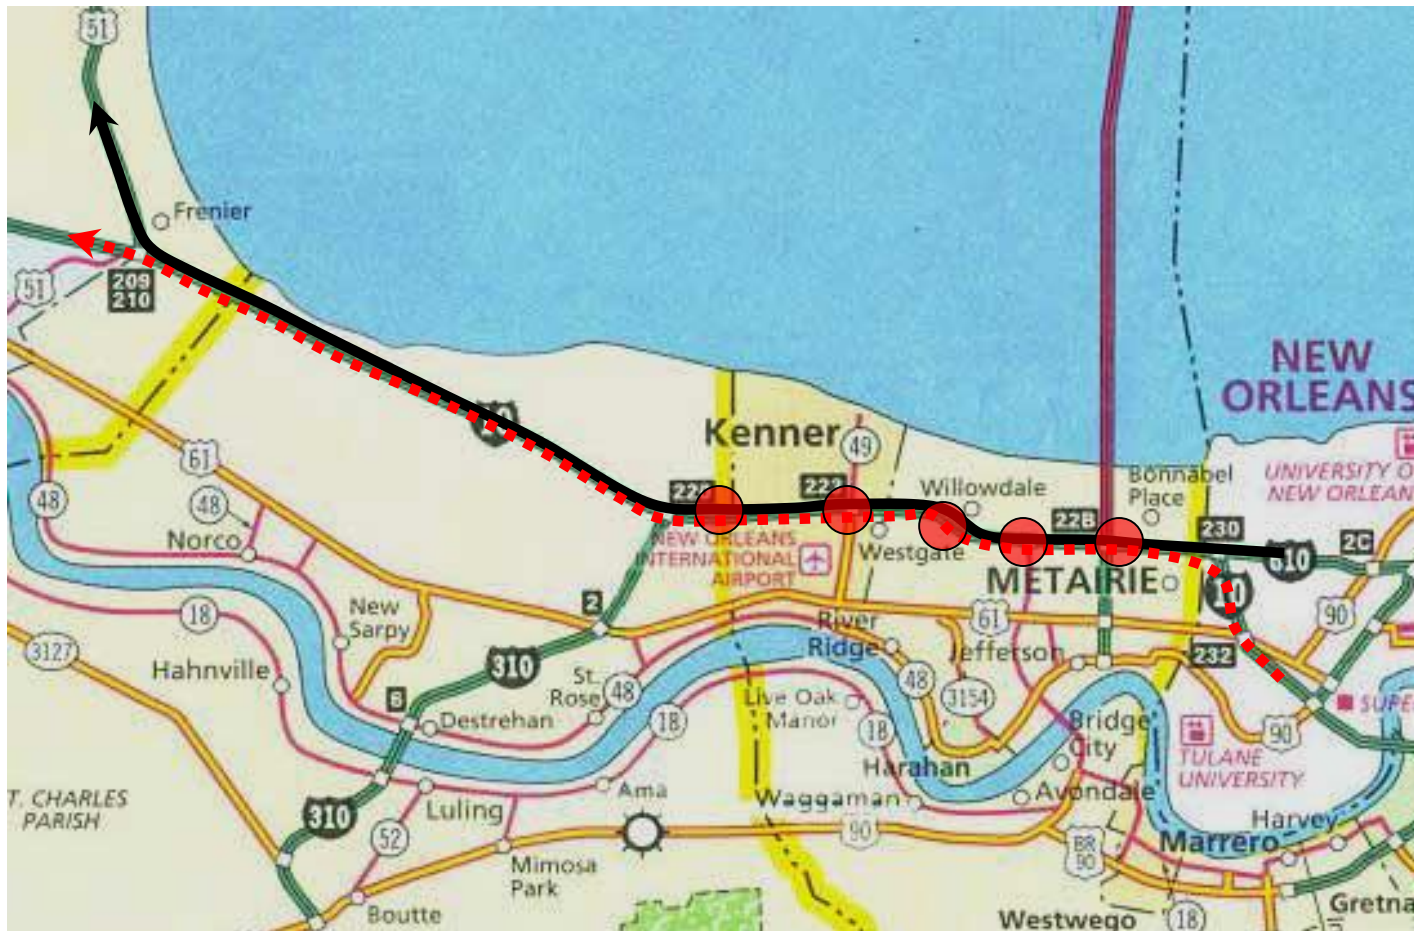 51
Frenier
51
209
210
NEW
ORLEANS
Kenner
49
61
48
48
Norco
Willowdale
Bonnabel
Place
22B
230
UNIVERSITY O
NEW ORLEAN
Westgate
NEW ORLEANS
INTERNATIONAL
AIRPORT
METAIRIE
610
2C
2
18
New
Sarpy
61
90
3127
Hahnville
310
River
Ridge
Jefferson
232
St.
Rose
48
48
3154
Destrehan
18
Live Oak
Manor
18
Bridge
City
90
SUPE
TULANE
UNIVERSITY
Harahan
T. CHARLES
PARISH
310
Luling
Ama
Waggaman
Avondale
52
90
Harvey
Marrero
BR
90
Mimosa
Park
Boutte
Westwego
18
Gretna